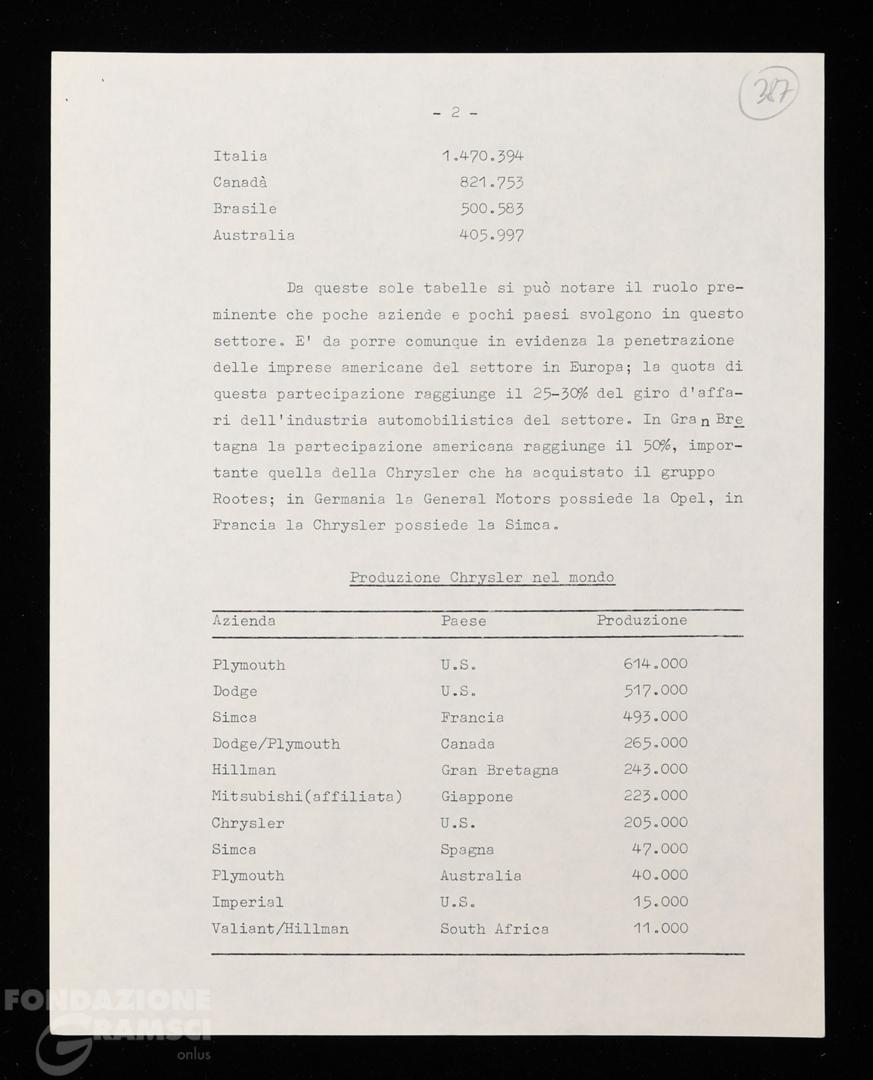 387
- 2 -
Italia 1.470.394
Canadà 821.753
Brasile 500.583
Australia 405.997
Da queste sole tabelle si può notare il ruolo pre-
minente che poche aziende e pochi paesi svolgono in questo
settore. E' da porre comunque in evidenza la penetrazione
delle imprese americane del settore in Europa; la quota di
questa partecipazione raggiunge il 25-30% del giro d'affa-
ri dell'industria automobilistica del settore. In Gran Bre
tagna la partecipazione americana raggiunge il 50%, impor-
tante quella della Chrysler che ha acquistato il gruppo
Rootes; in Germania la General Motors possiede la Opel, in
Francia la Chrysler possiede la Simca.
Produzione Chrysler nel mondo
Azienda Paese Produzione
Plymouth U.S. 614.000
Dodge U.S. 517.000
Simca Francia 493.000
Dodge/Plymouth Canada 265.000
Hillman Gran Bretagna 243.000
Mitsubishi(affiliata) Giappone 223.000
Chrysler U.S. 205.000
Simca Spagna 47.000
Plymouth Australia 40.000
Imperial U.S. 15.000
Valiant/Hillman South Africa 11.000
FONDAZIONE
GRAMSCI
onlus